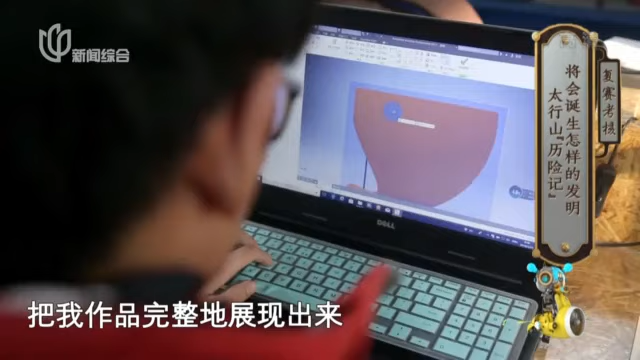 新闻综合
复赛考核
将会诞生怎样的发明
太行山“历险记”
DELL
把我作品完整地展现出来